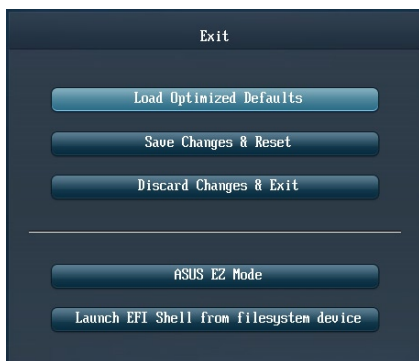 Exit
Load Optimized Defaults
Save Changes & Reset
Discard Changes & Exit
ASUS EZ Mode
Launch EFI Shell from filesystem device